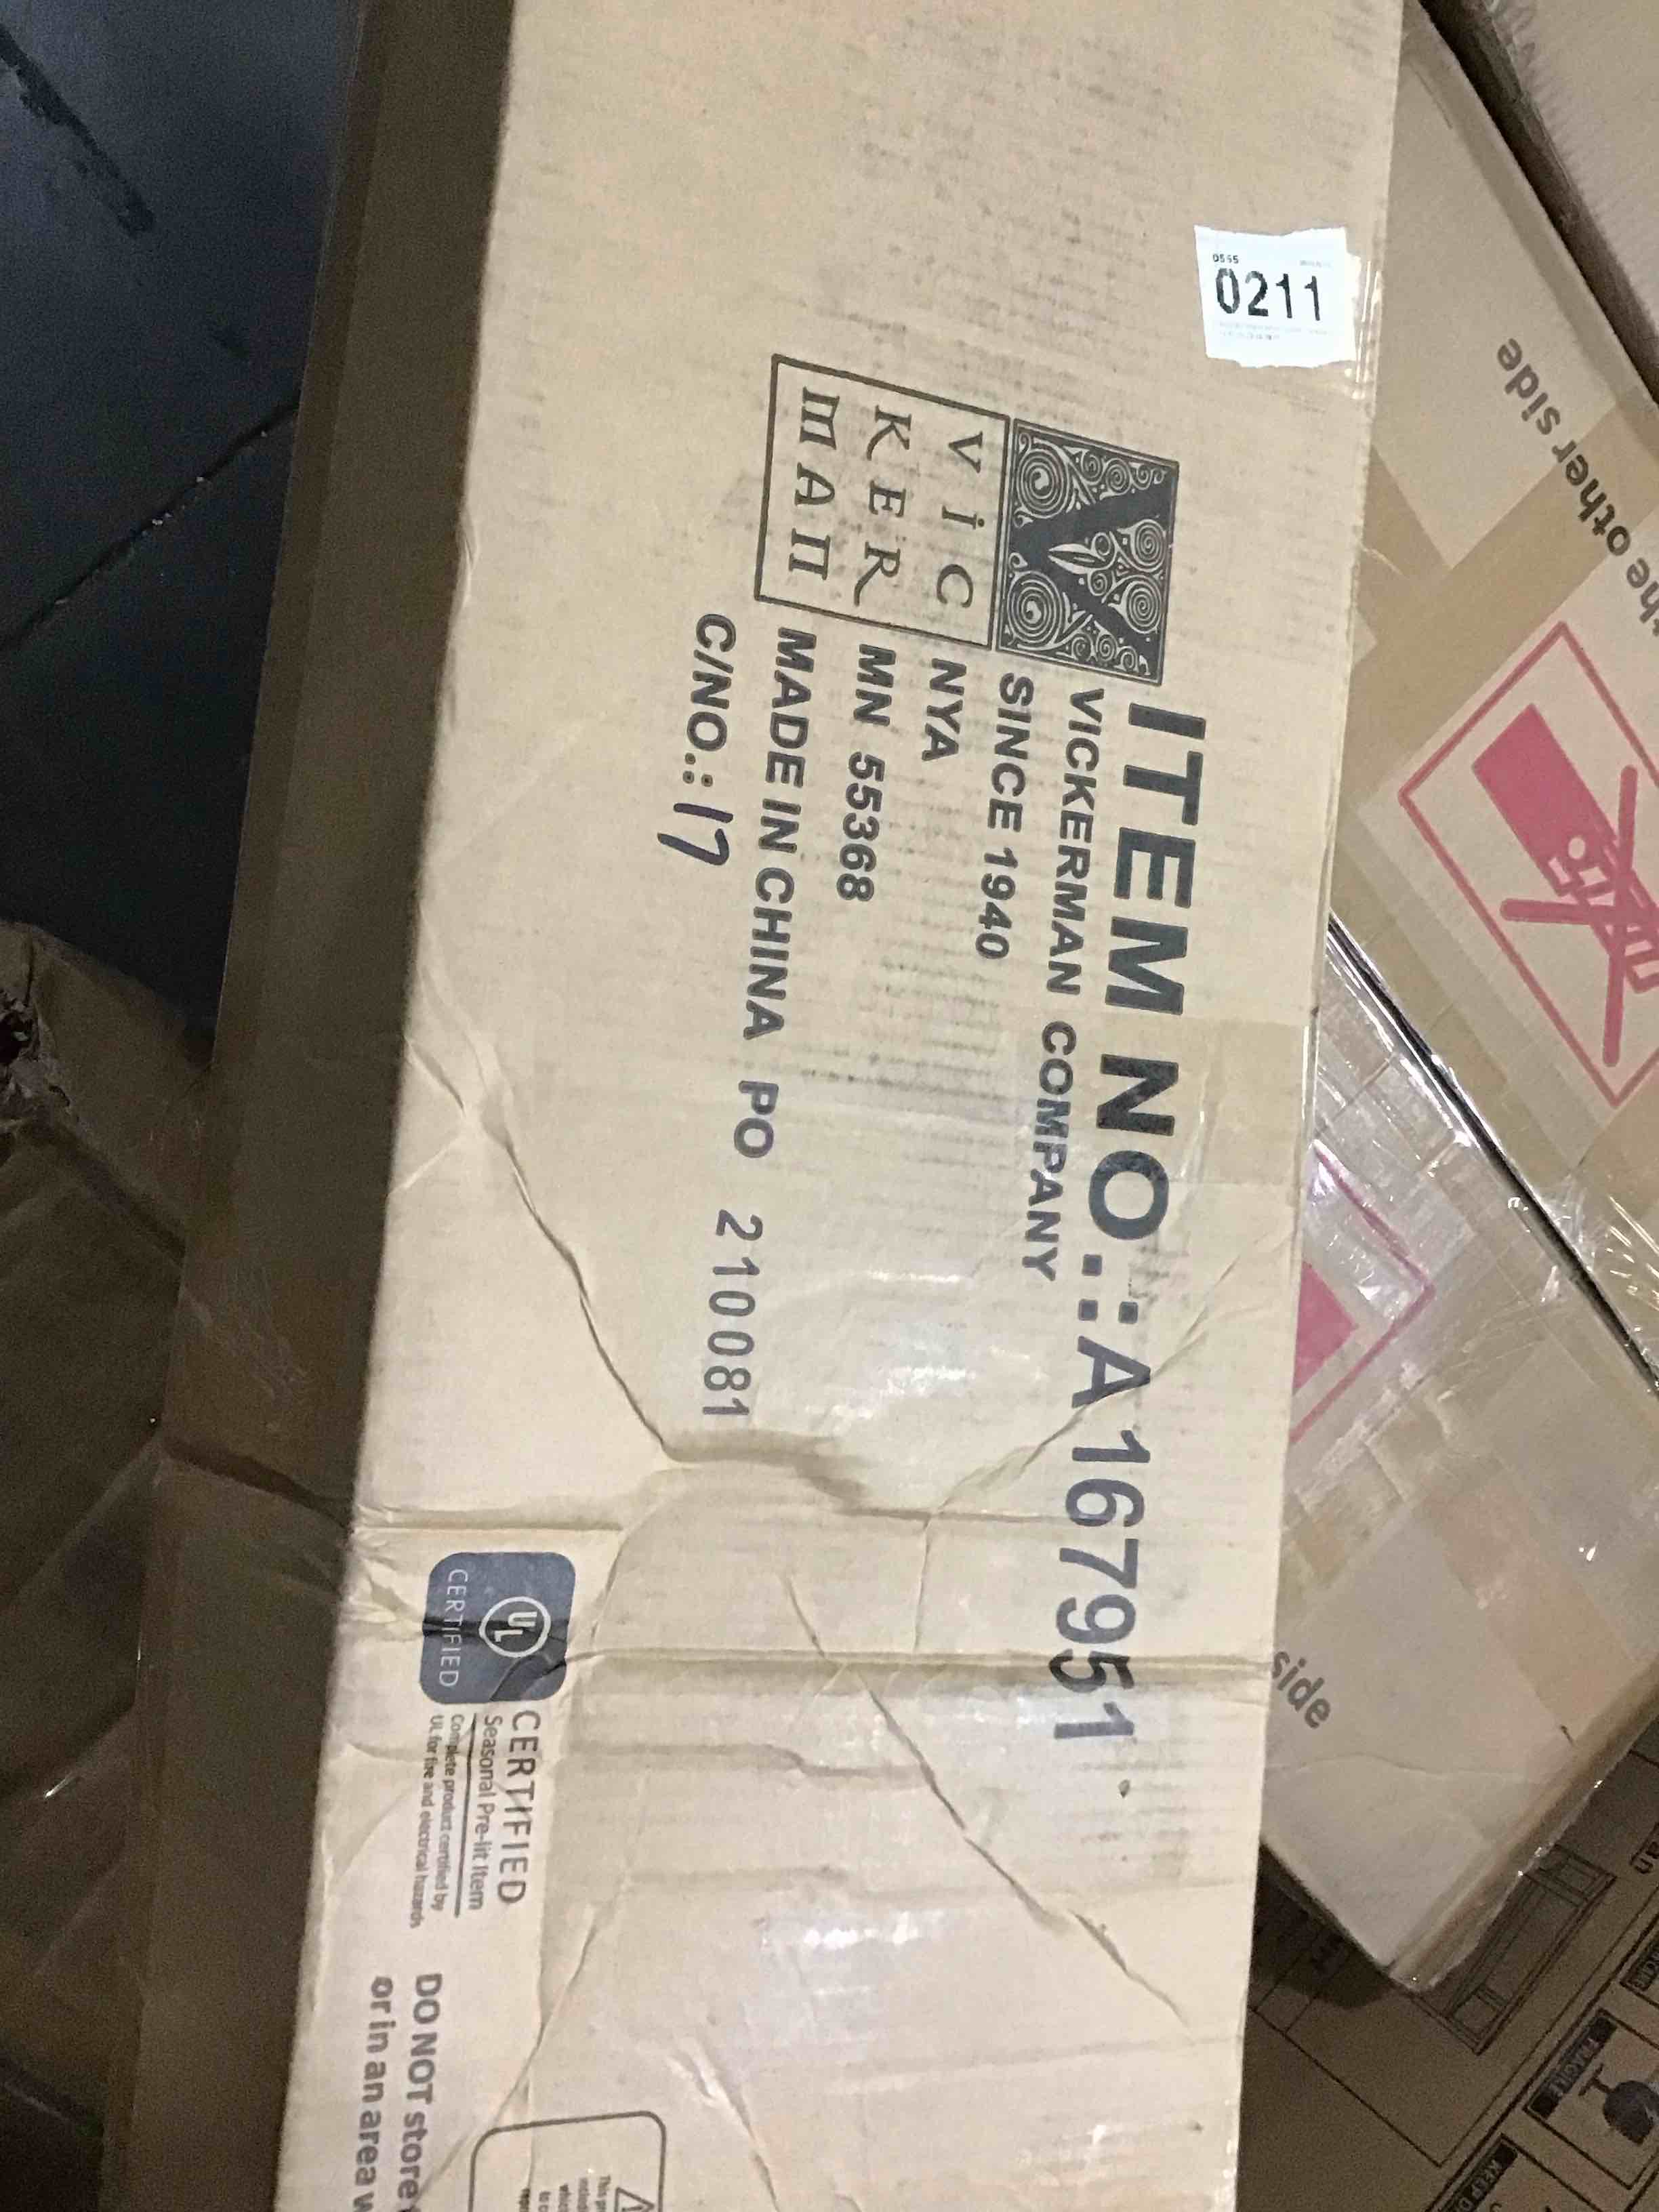 0211
ITEM NO.:A167951
VICKERMAN COMPANY
SINCE 1940
NYA
MN 55368
MADE IN CHINA PO 210081
C/NO.:17
VİC
KER
MAN
UL
CERTIFIED
CERTIFIED
Seasonal Pre-lit Item
Complete product certified by
UL for fire and electrical hazards
DO NOT store
or in an area
other side
side
FRAGILE